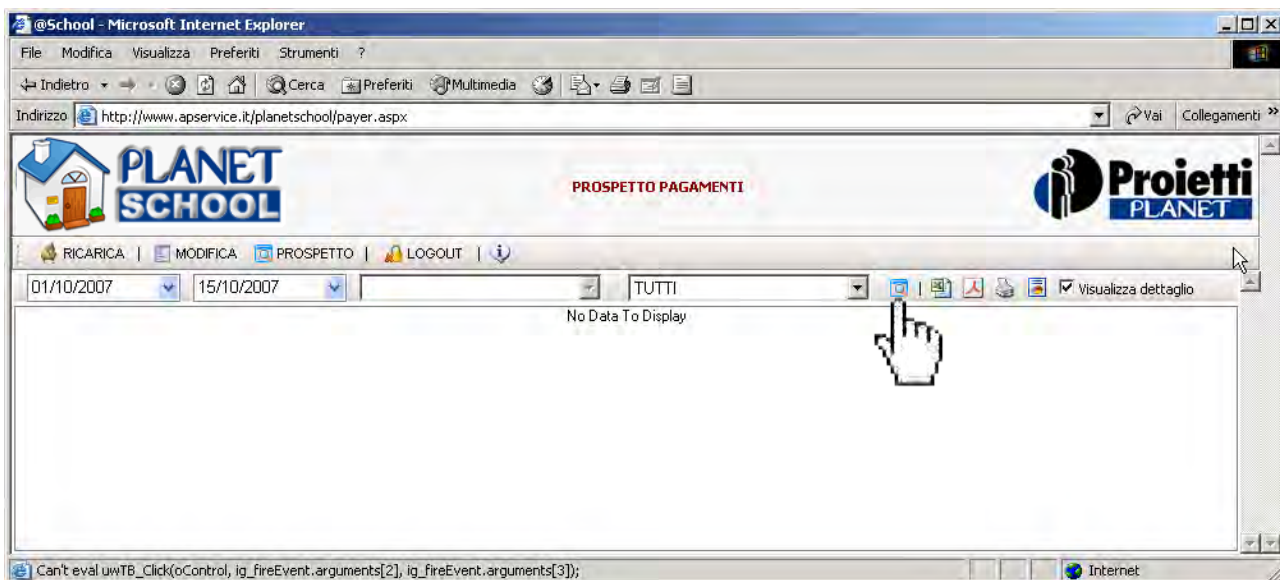 @School - Microsoft Internet Explorer
File Modifica Visualizza Preferiti Strumenti ?
Indietro Cerca Preferiti Multimedia
Indirizzo http://www.apservice.it/planetschool/payer.aspx Vai Collegamenti »
PLANET SCHOOL
PROSPETTO PAGAMENTI
Proietti PLANET
RICARICA | MODIFICA PROSPETTO | LOGOUT |
01/10/2007 15/10/2007 TUTTI | Visualizza dettaglio
No Data To Display
Can't eval uwTB_Click(oControl, ig_fireEvent.arguments[2], ig_fireEvent.arguments[3]); Internet